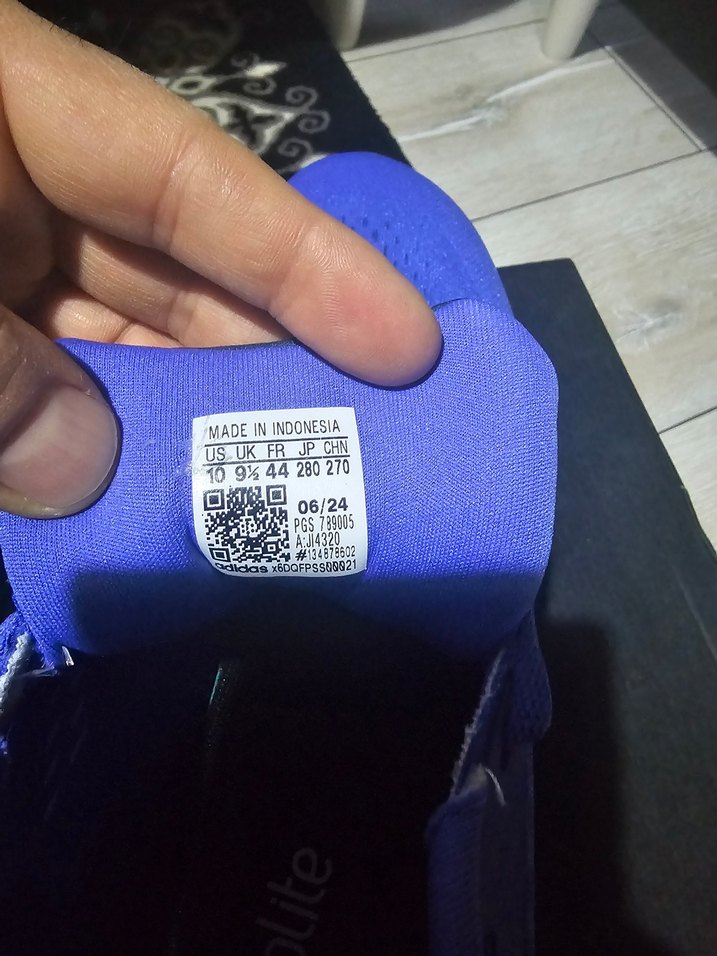 MADE IN INDONESIA
US UK FR JP CHN
10 9½ 44 280 270
06/24
PGS 789005
A:JI4320
#134878602
adidas x6DQFPSS00021
olite